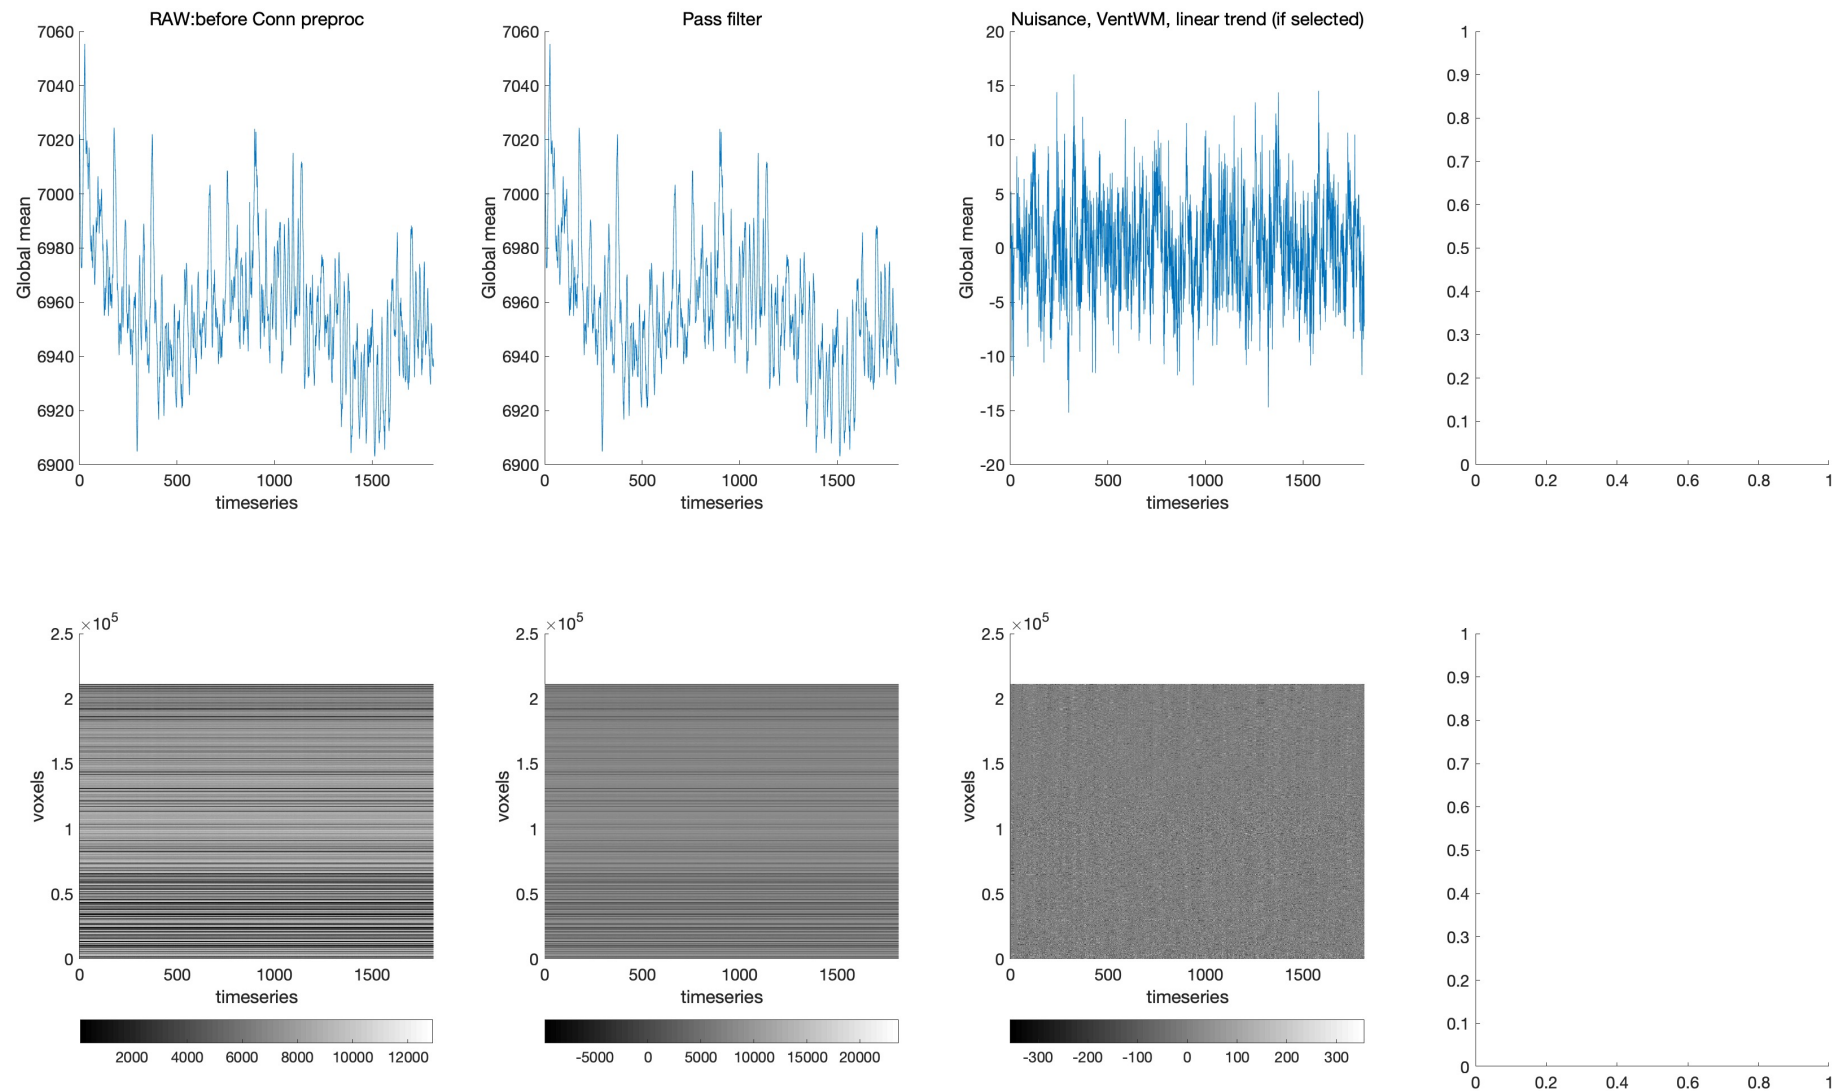 RAW:before Conn preproc
7060
7040
7020
7000
6980
6960
6940
6920
6900
Global mean
0 500 1000 1500
timeseries
Pass filter
7060
7040
7020
7000
6980
6960
6940
6920
6900
Global mean
0 500 1000 1500
timeseries
Nuisance, VentWM, linear trend (if selected)
20
15
10
5
0
-5
-10
-15
-20
Global mean
0 500 1000 1500
timeseries
1
0.9
0.8
0.7
0.6
0.5
0.4
0.3
0.2
0.1
0
0 0.2 0.4 0.6 0.8 1
×10⁵
2.5
2
1.5
1
0.5
0
voxels
0 500 1000 1500
timeseries
2000 4000 6000 8000 10000 12000
×10⁵
2.5
2
1.5
1
0.5
0
voxels
0 500 1000 1500
timeseries
-5000 0 5000 10000 15000 20000
×10⁵
2.5
2
1.5
1
0.5
0
voxels
0 500 1000 1500
timeseries
-300 -200 -100 0 100 200 300
1
0.9
0.8
0.7
0.6
0.5
0.4
0.3
0.2
0.1
0
0 0.2 0.4 0.6 0.8 1